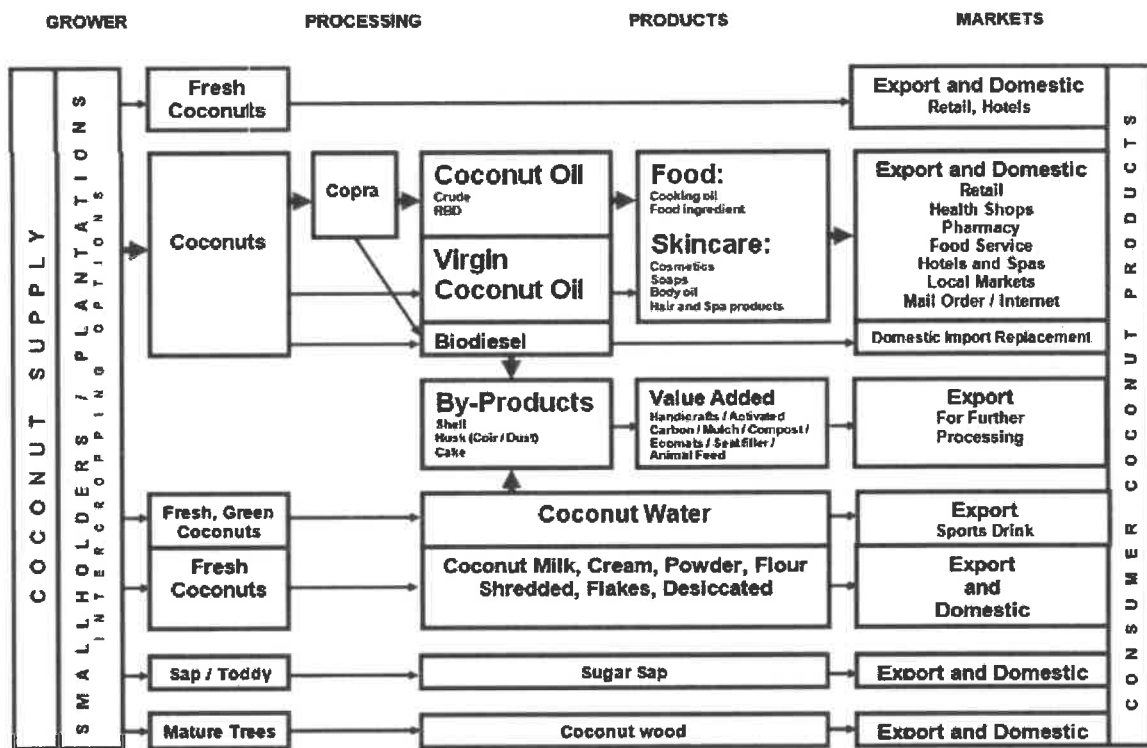 GROWER PROCESSING PRODUCTS MARKETS
COCONUT SUPPLY
SMALLHOLDERS / PLANTATIONS
INTERCROPPING OPTIONS
Fresh
Coconuts
Export and Domestic
Retail, Hotels
Coconuts
Copra
Coconut Oil
Crude
RBD
Virgin
Coconut Oil
Biodiesel
Food:
Cooking oil
Food ingredient
Skincare:
Cosmetics
Soaps
Body oil
Hair and Spa products
Export and Domestic
Retail
Health Shops
Pharmacy
Food Service
Hotels and Spas
Local Markets
Mail Order / Internet
Domestic Import Replacement
By-Products
Shell
Husk (Coir / Dust)
Cake
Value Added
Handicrafts / Activated
Carbon / Mulch / Compost /
Ecomats / Seatfiller /
Animal Feed
Export
For Further
Processing
Fresh, Green
Coconuts
Coconut Water
Export
Sports Drink
Fresh
Coconuts
Coconut Milk, Cream, Powder, Flour
Shredded, Flakes, Desiccated
Export
and
Domestic
Sap / Toddy
Sugar Sap
Export and Domestic
Mature Trees
Coconut wood
Export and Domestic
CONSUMER COCONUT PRODUCTS